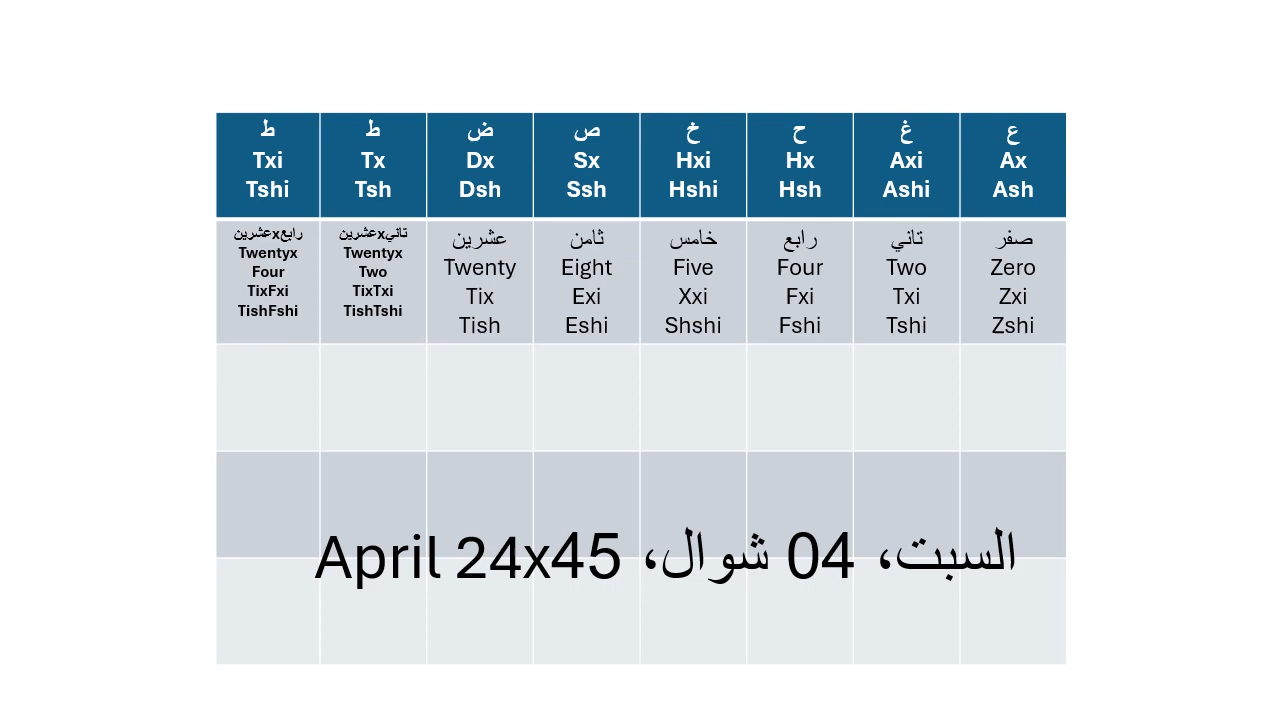 ط ط ض ص خ ح غ ع
Txi Tx Dx Sx Hxi Hx Axi Ax
Tshi Tsh Dsh Ssh Hshi Hsh Ashi Ash
رابعxعشرين
Twentyx
Four
TixFxi
TishFshi
تانيxعشرين
Twentyx
Two
TixTxi
TishTshi
عشرين
Twenty
Tix
Tish
ثامن
Eight
Exi
Eshi
خامس
Five
Xxi
Shshi
رابع
Four
Fxi
Fshi
تاني
Two
Txi
Tshi
صفر
Zero
Zxi
Zshi
السبت، 04 شوال، April 24x45